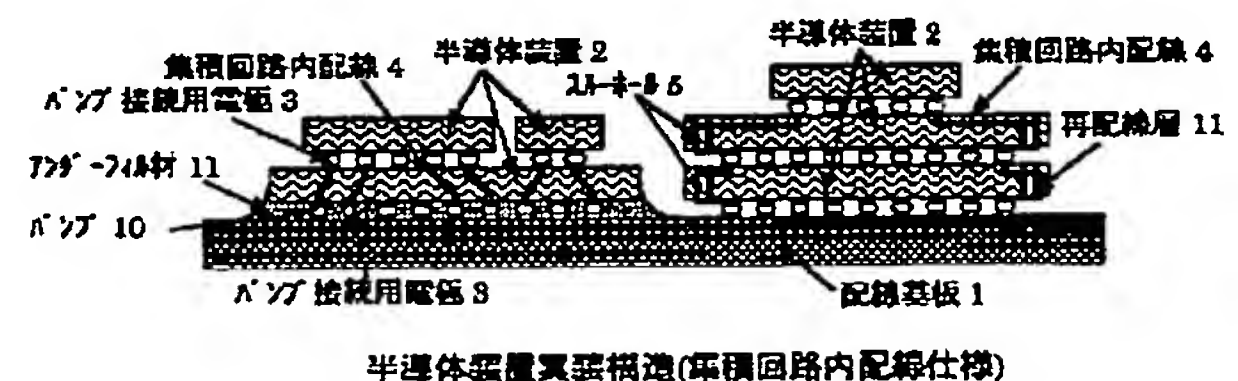 半導体装置 2
集積回路内配線 4
バンプ 接続用電極 3
アンダーフィル材 11
バンプ 10
バンプ 接続用電極 3
半導体装置 2
集積回路内配線 4
スルーホール 5
再配線層 11
配線基板 1
半導体装置実装構造(集積回路内配線仕様)